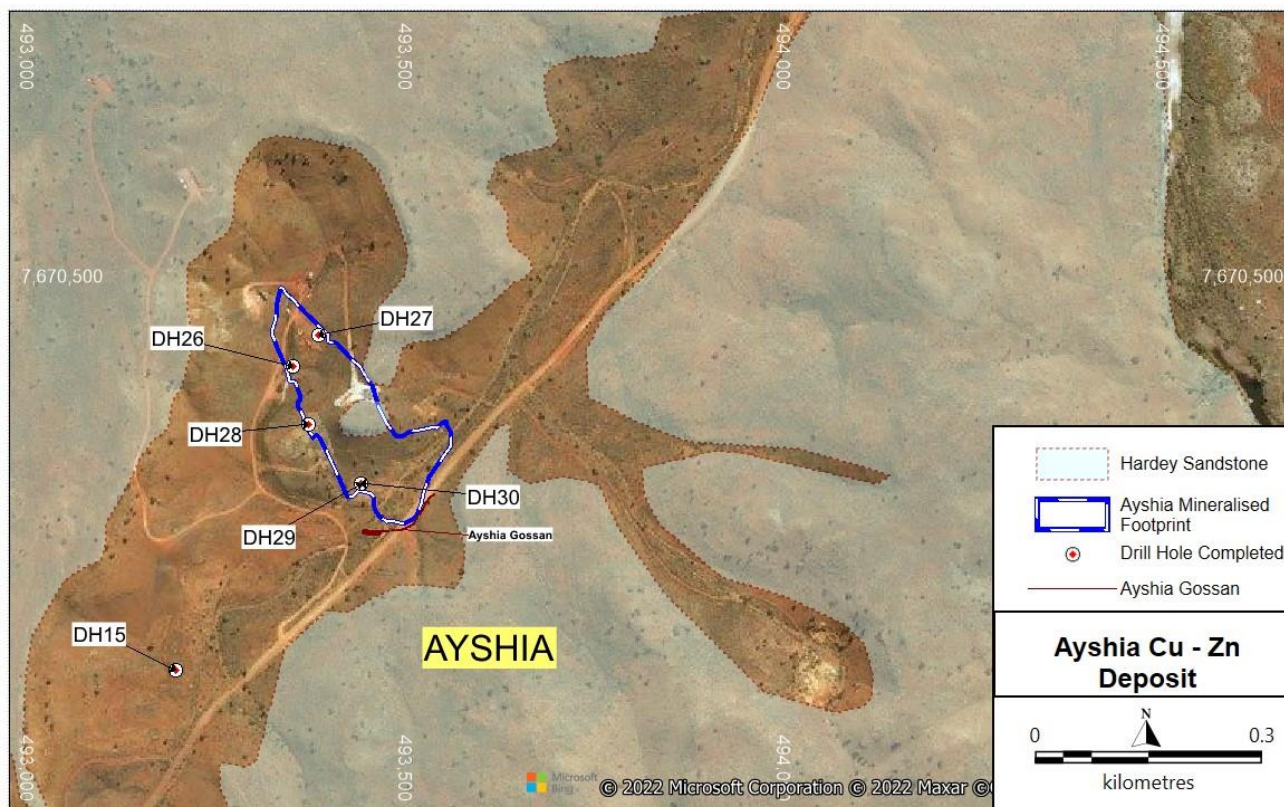 493,000
493,500
494,000
494,500
7,670,500
7,670,500
DH27
DH26
DH28
DH30
DH29
Ayshia Gossan
DH15
AYSHIA
493,000
493,500
494,000
Microsoft
Bing
© 2022 Microsoft Corporation © 2022 Maxar ©
Hardey Sandstone
Ayshia Mineralised
Footprint
Drill Hole Completed
Ayshia Gossan
Ayshia Cu - Zn
Deposit
N
0
0.3
kilometres